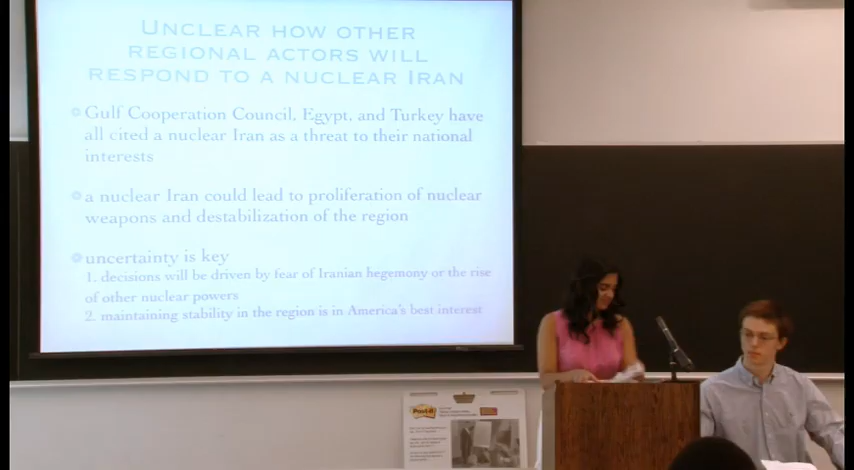 Unclear how other
regional actors will
respond to a nuclear Iran
Gulf Cooperation Council, Egypt, and Turkey have
all cited a nuclear Iran as a threat to their national
interests
a nuclear Iran could lead to proliferation of nuclear
weapons and destabilization of the region
uncertainty is key
1. decisions will be driven by fear of Iranian hegemony or the rise
of other nuclear powers
2. maintaining stability in the region is in America's best interest
Post-it